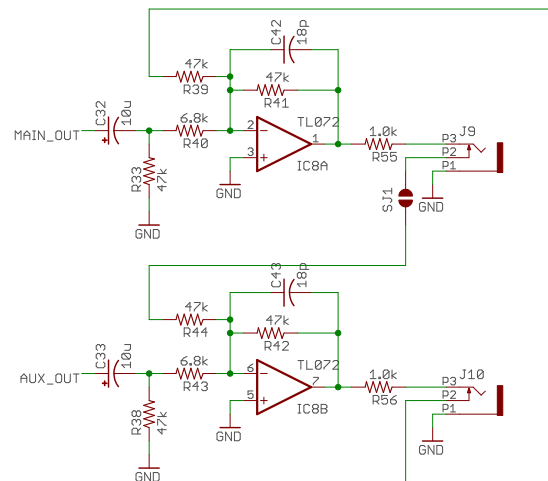 C42
18p
47k
R39
47k
R41
C32
10u
6.8k
R40
TL072
2
3
1
IC8A
MAIN_OUT
R33
47k
GND
GND
1.0k
R55
J9
P3
P2
P1
GND
SJ1
C43
18p
47k
R44
47k
R42
C33
10u
6.8k
R43
TL072
6
5
7
IC8B
AUX_OUT
R38
47k
GND
GND
1.0k
R56
J10
P3
P2
P1
GND